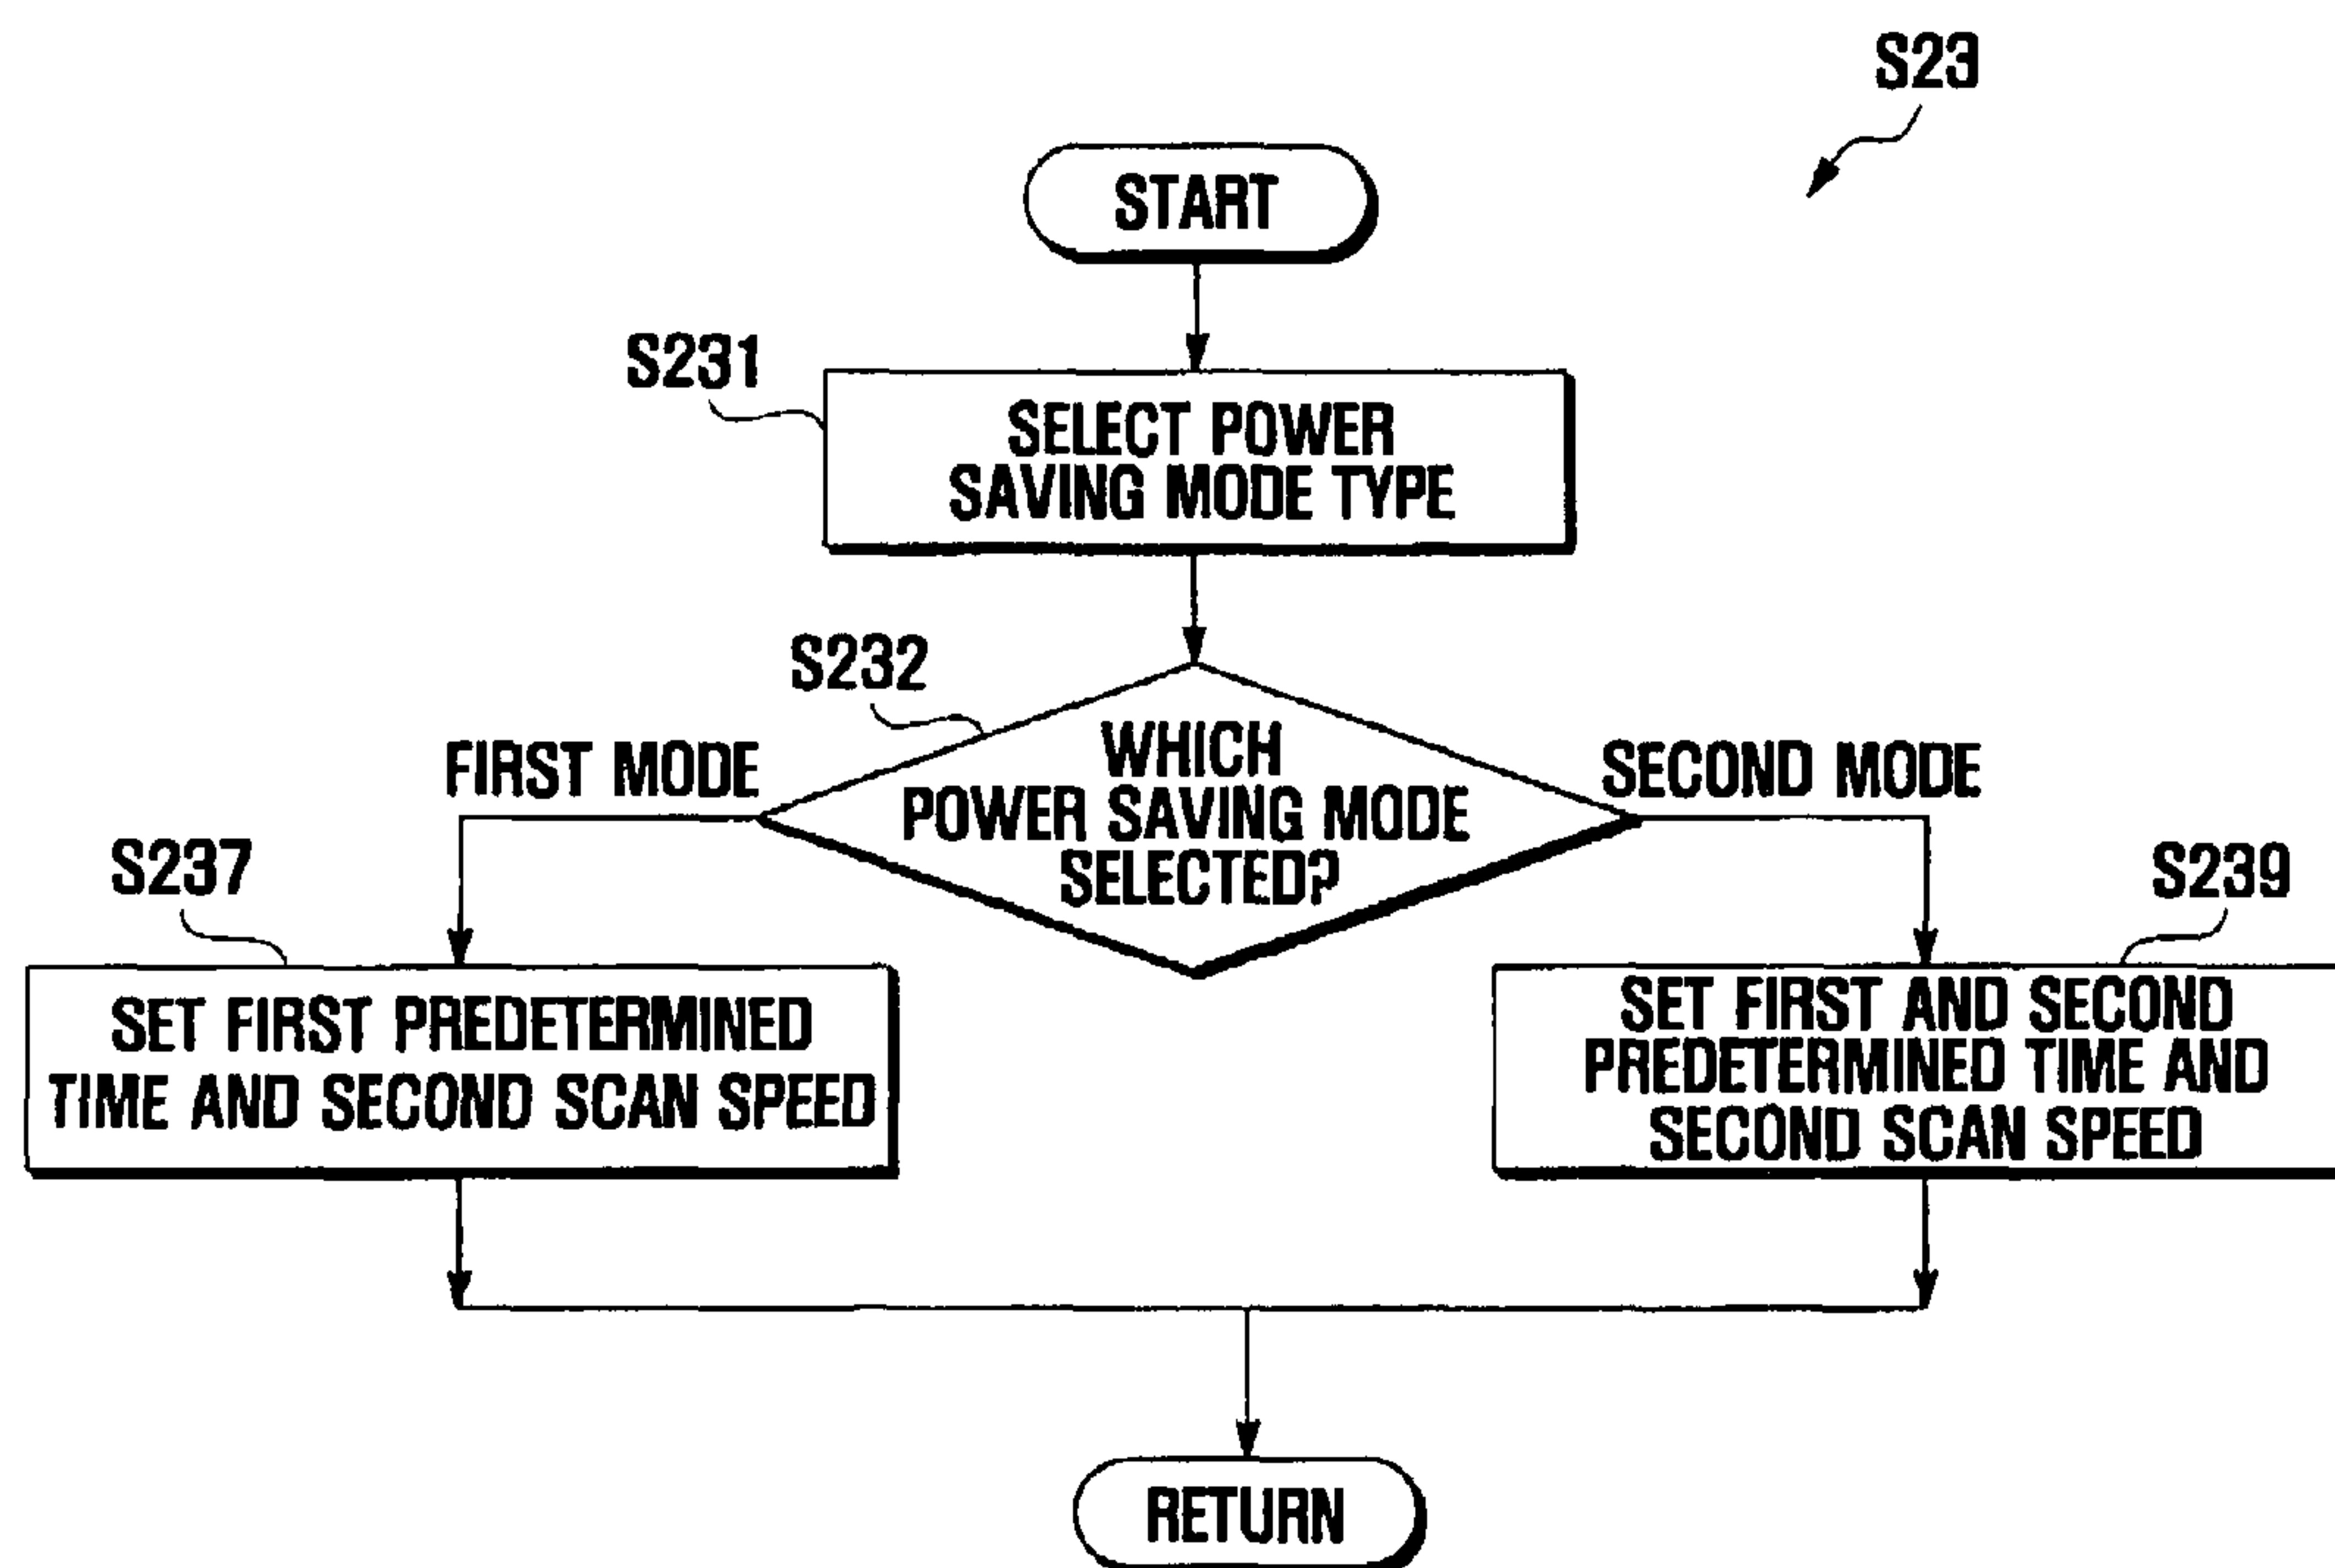 S23
START
S231
SELECT POWER
SAVING MODE TYPE
S232
WHICH
POWER SAVING MODE
SELECTED?
FIRST MODE
SECOND MODE
S237
SET FIRST PREDETERMINED
TIME AND SECOND SCAN SPEED
S239
SET FIRST AND SECOND
PREDETERMINED TIME AND
SECOND SCAN SPEED
RETURN